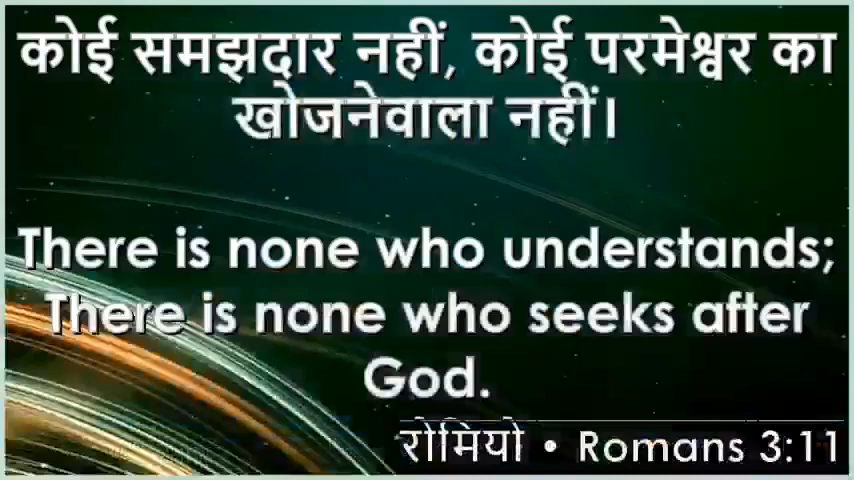 कोई समझदार नहीं, कोई परमेश्वर का
खोजनेवाला नहीं।
There is none who understands;
There is none who seeks after
God.
रोमियो • Romans 3:11